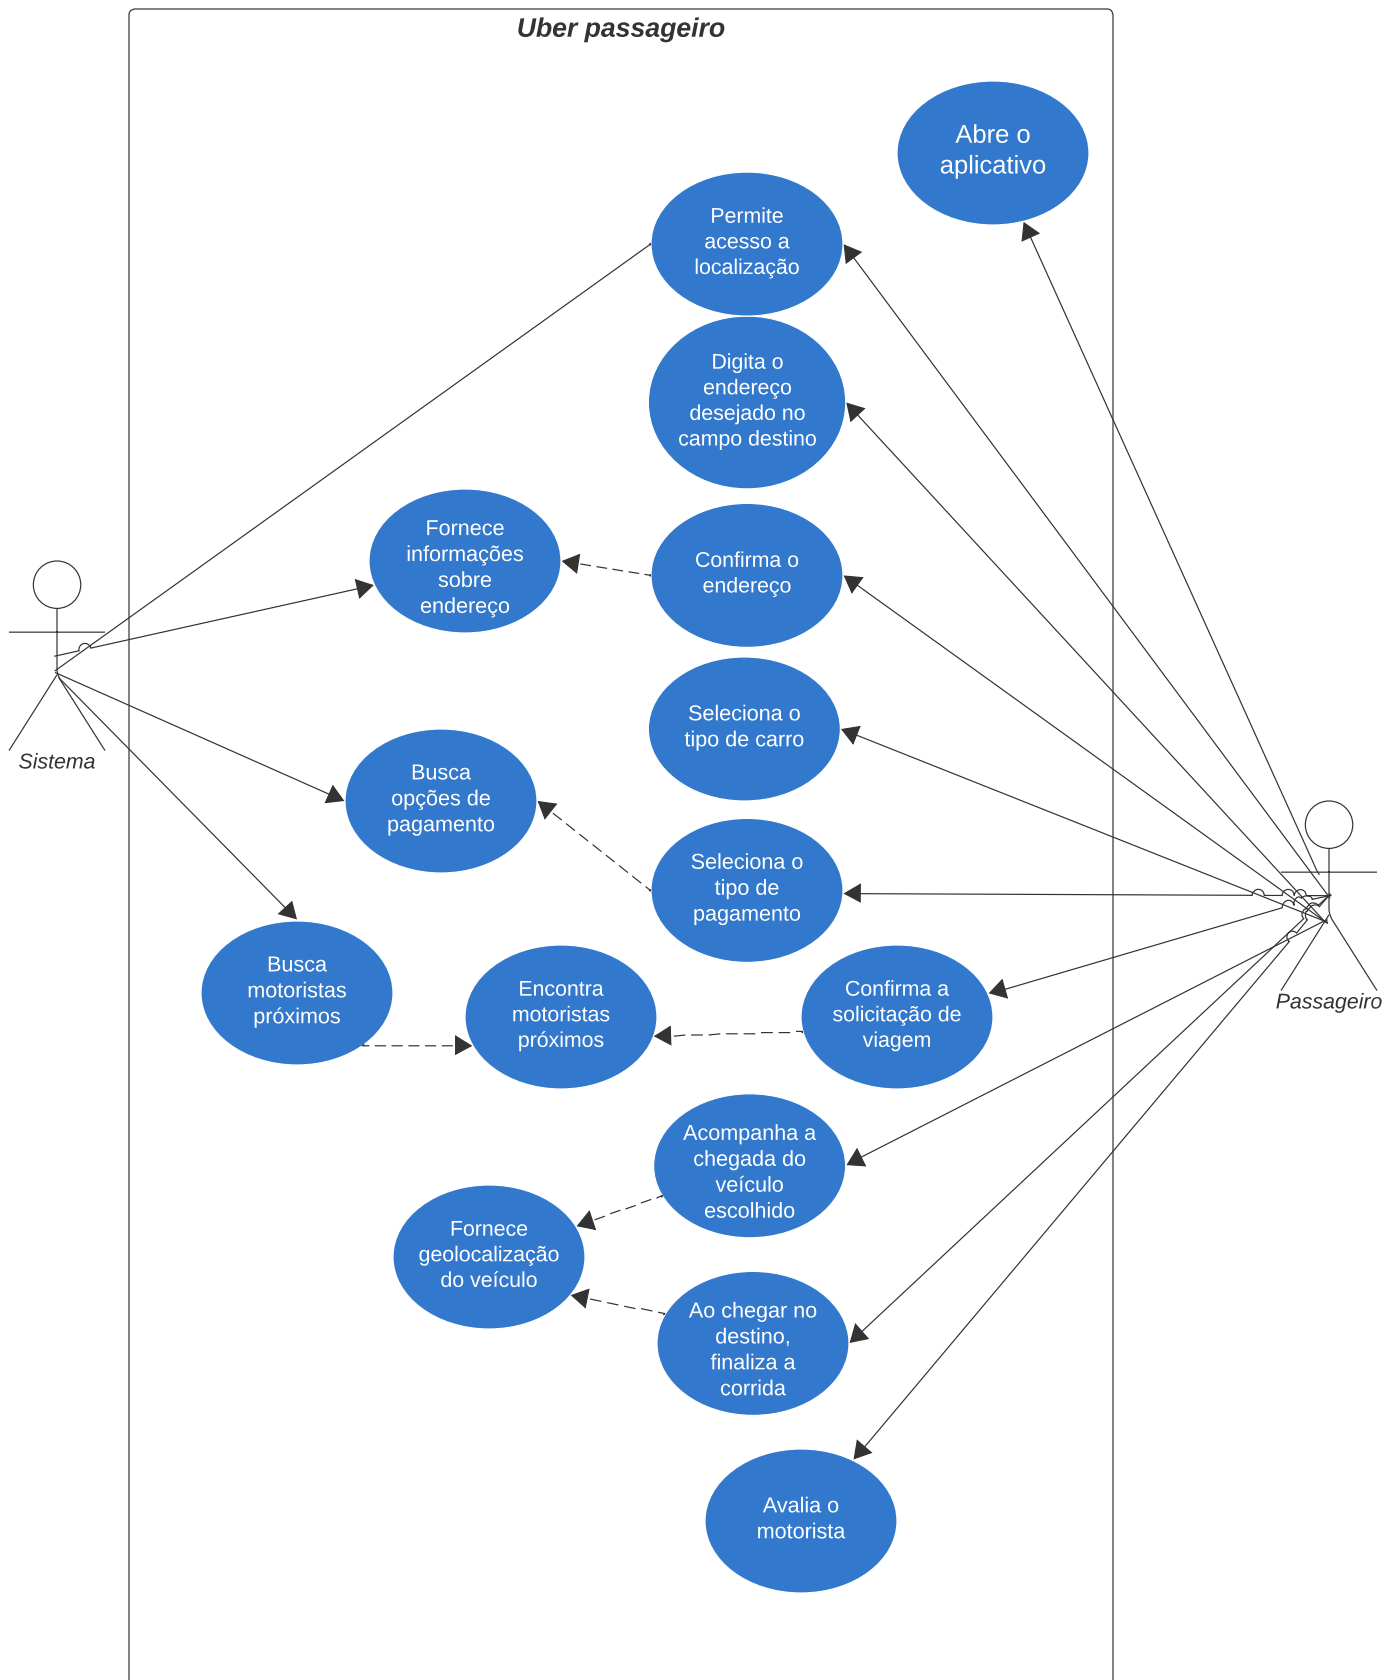 Uber passageiro
Abre o
aplicativo
Permite
acesso a
localização
Digita o
endereço
desejado no
campo destino
Fornece
informações
sobre
endereço
Confirma o
endereço
Sistema
Seleciona o
tipo de carro
Busca
opções de
pagamento
Seleciona o
tipo de
pagamento
Passageiro
Busca
motoristas
próximos
Encontra
motoristas
próximos
Confirma a
solicitação de
viagem
Acompanha a
chegada do
veículo
escolhido
Fornece
geolocalização
do veículo
Ao chegar no
destino,
finaliza a
corrida
Avalia o
motorista